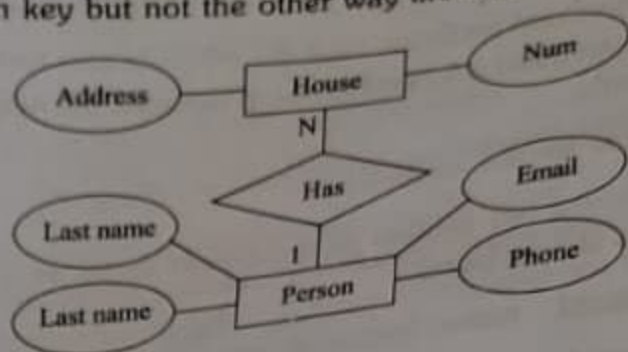 key but not the other way
Num
House
Address
N
Has
Email
Last name
1
Phone
Person
Last name